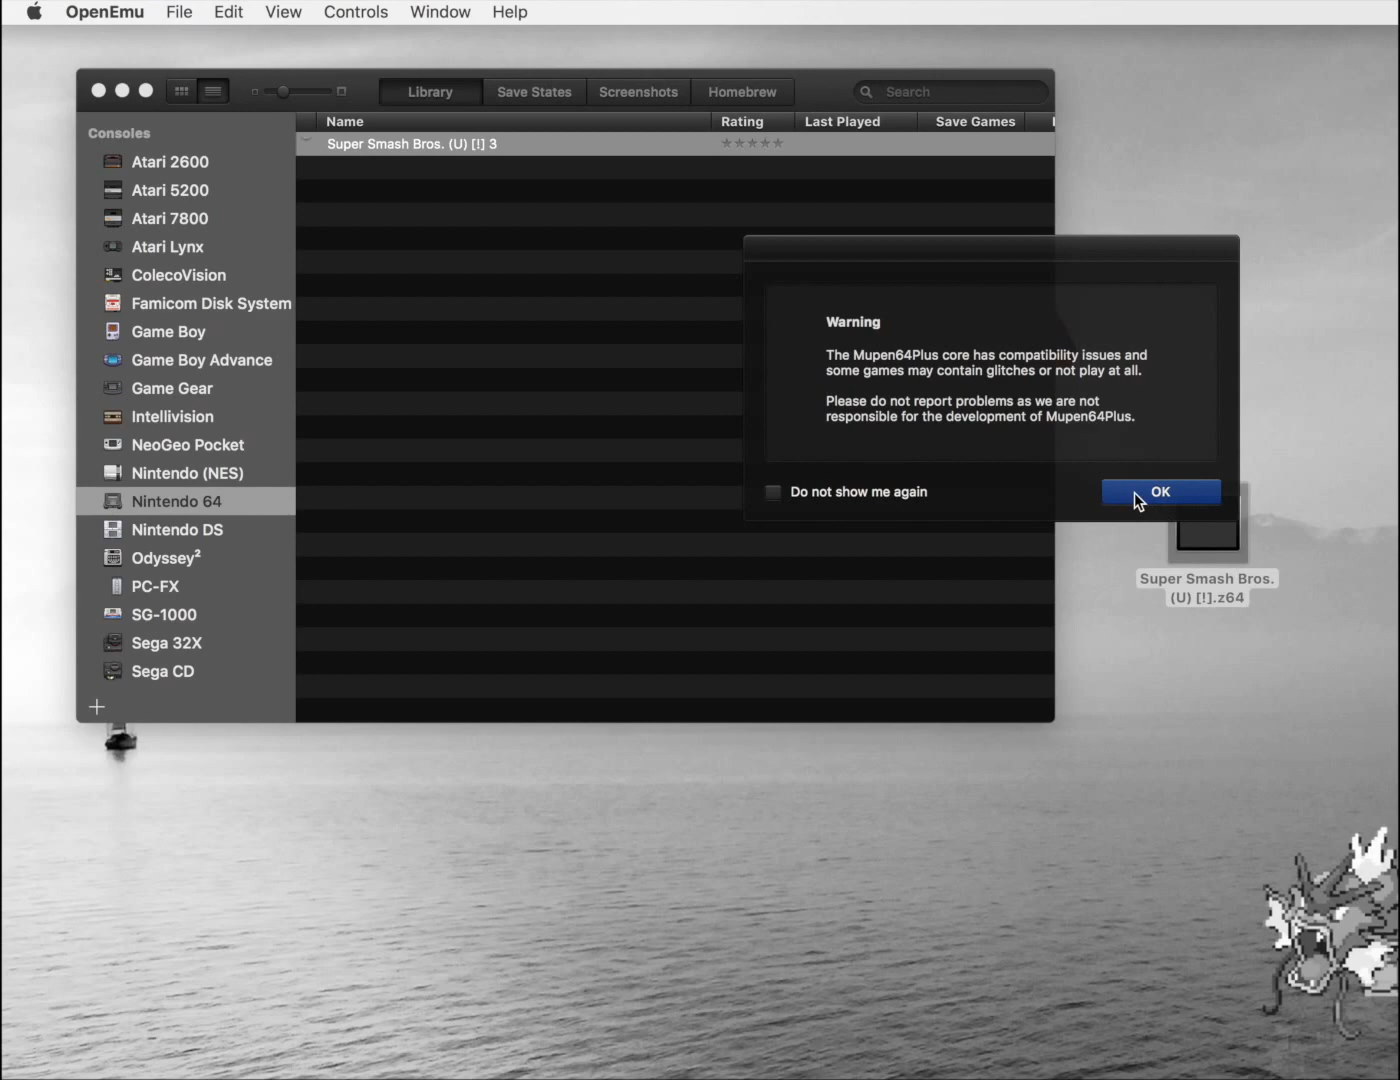 OpenEmu File Edit View Controls Window Help
Library Save States Screenshots Homebrew Search
Consoles
Name Rating Last Played Save Games
Super Smash Bros. (U) [!] 3
Atari 2600
Atari 5200
Atari 7800
Atari Lynx
ColecoVision
Famicom Disk System
Game Boy
Game Boy Advance
Game Gear
Intellivision
NeoGeo Pocket
Nintendo (NES)
Nintendo 64
Nintendo DS
Odyssey²
PC-FX
SG-1000
Sega 32X
Sega CD
Warning
The Mupen64Plus core has compatibility issues and
some games may contain glitches or not play at all.
Please do not report problems as we are not
responsible for the development of Mupen64Plus.
Do not show me again
OK
Super Smash Bros.
(U) [!].z64